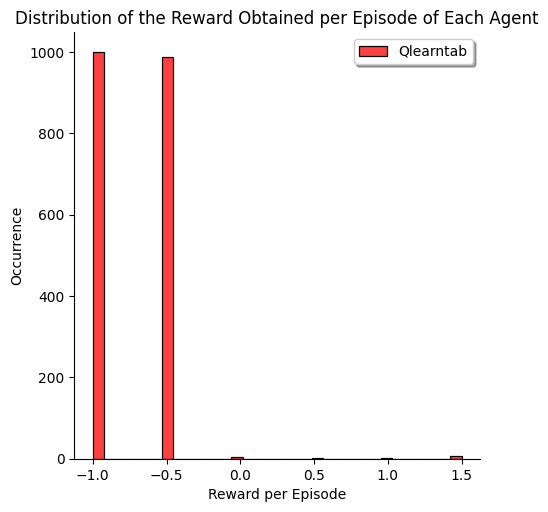 Distribution of the Reward Obtained per Episode of Each Agent
Qlearntab
1000
800
600
400
200
0
Occurrence
−1.0 −0.5 0.0 0.5 1.0 1.5
Reward per Episode